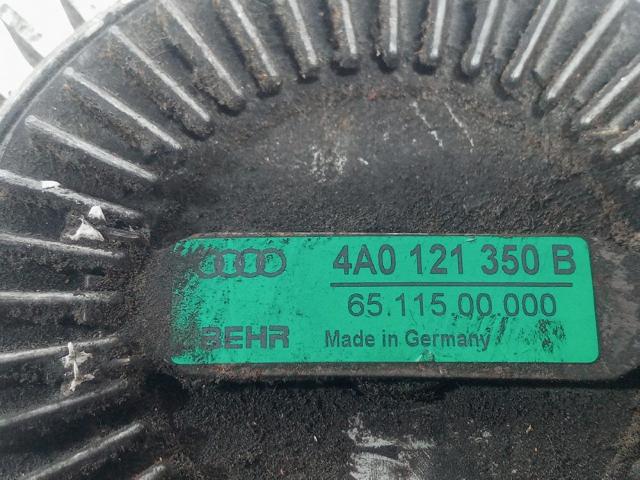 4A0 121 350 B
65.115.00.000
BEHR
Made in Germany